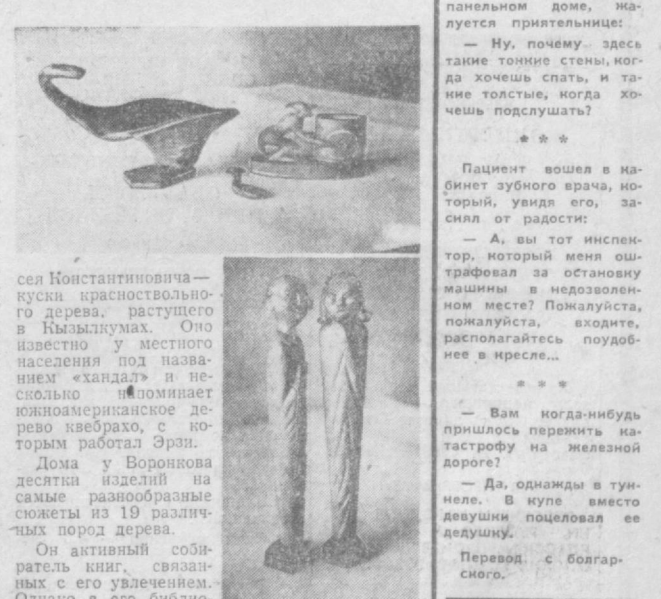 сея Константиновича —
куски красноствольно-
го дерева, растущего
в Кызылкумах. Оно
известно у местного
населения под назва-
нием «хандал» и не-
сколько напоминает
южноамериканское де-
рево квебрахо, с ко-
торым работал Эрзи.
Дома у Воронкова
десятки изделий на
самые разнообразные
сюжеты из 19 различ-
ных пород дерева.
Он активный соби-
ратель книг, связан-
ных с его увлечением.
Однако в его библио-
панельном доме, жа-
луется приятельнице:
— Ну, почему здесь
такие тонкие стены, ког-
да хочешь спать, и та-
кие толстые, когда хо-
чешь подслушать?
* * *
Пациент вошел в ка-
бинет зубного врача, ко-
торый, увидя его, за-
сиял от радости:
— А, вы тот инспек-
тор, который меня ош-
трафовал за остановку
машины в недозволен-
ном месте? Пожалуйста,
пожалуйста, входите,
располагайтесь поудоб-
нее в кресле...
* * *
— Вам когда-нибудь
пришлось пережить ка-
тастрофу на железной
дороге?
— Да, однажды в тун-
неле. В купе вместо
девушки поцеловал ее
дедушку.
Перевод с болгар-
ского.